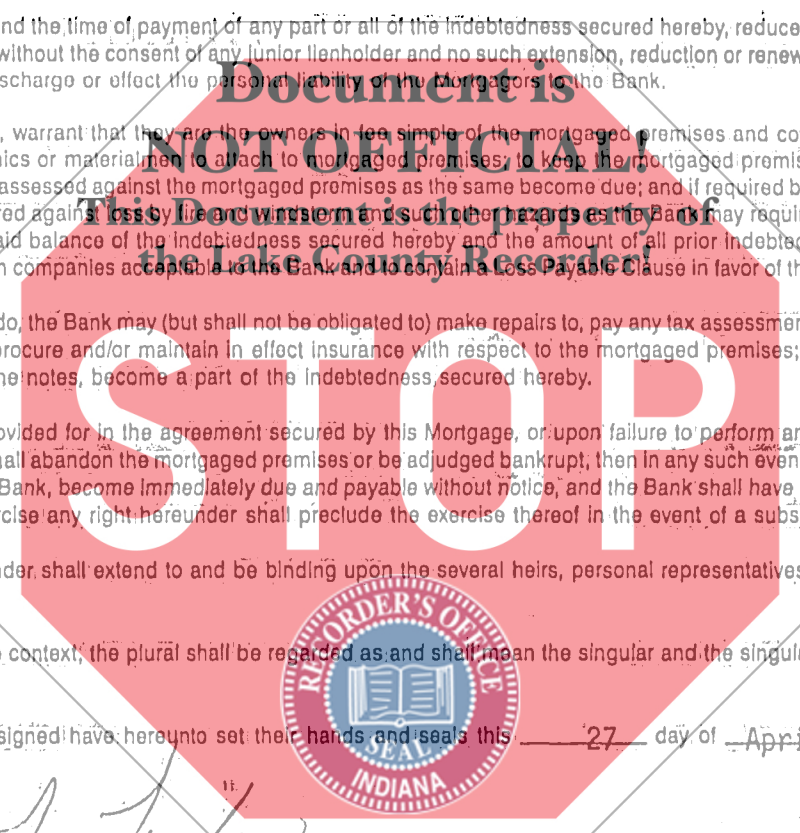 nd the time of payment of any part or all of the indebtedness secured hereby, reduce
without the consent of any junior lienholder and no such extension, reduction or renew
scharge or effect the personal liability of the Mortgagors to the Bank.
Document is
, warrant that they are the owners in fee simple of the mortgaged premises and co
NOT OFFICIAL!
nics or materialmen to attach to mortgaged premises; to keep the mortgaged premis
assessed against the mortgaged premises as the same become due; and if required b
red against loss by fire and windstorm and such other hazards as the Bank may requi
This Document is the property of
aid balance of the indebtedness secured hereby and the amount of all prior indebted
the Lake County Recorder!
n companies acceptable to the Bank and to contain a Loss Payable Clause in favor of th
do, the Bank may (but shall not be obligated to) make repairs to, pay any tax assessmen
procure and/or maintain in effect insurance with respect to the mortgaged premises;
he notes, become a part of the indebtedness secured hereby.
STOP
ovided for in the agreement secured by this Mortgage, or upon failure to perform an
all abandon the mortgaged premises or be adjudged bankrupt, then in any such even
Bank, become immediately due and payable without notice, and the Bank shall have
rcise any right hereunder shall preclude the exercise thereof in the event of a subs
der shall extend to and be binding upon the several heirs, personal representatives
context, the plural shall be regarded as and shall mean the singular and the singula
RECORDER'S OFFICE
SEAL
INDIANA
signed have hereunto set their hands and seals this 27 day of Apri